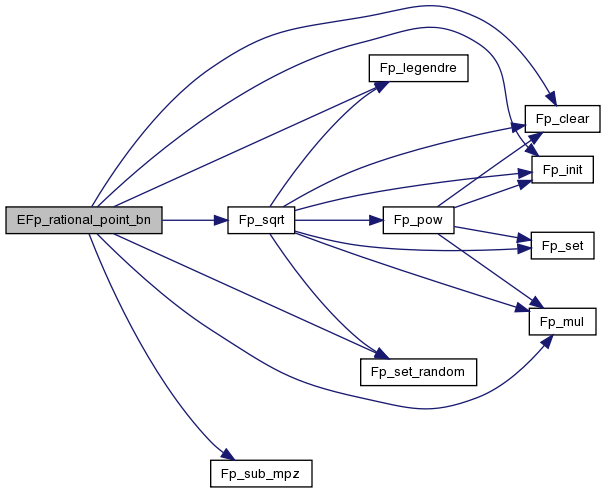 Fp_legendre
Fp_clear
Fp_init
EFp_rational_point_bn
Fp_sqrt
Fp_pow
Fp_set
Fp_mul
Fp_set_random
Fp_sub_mpz